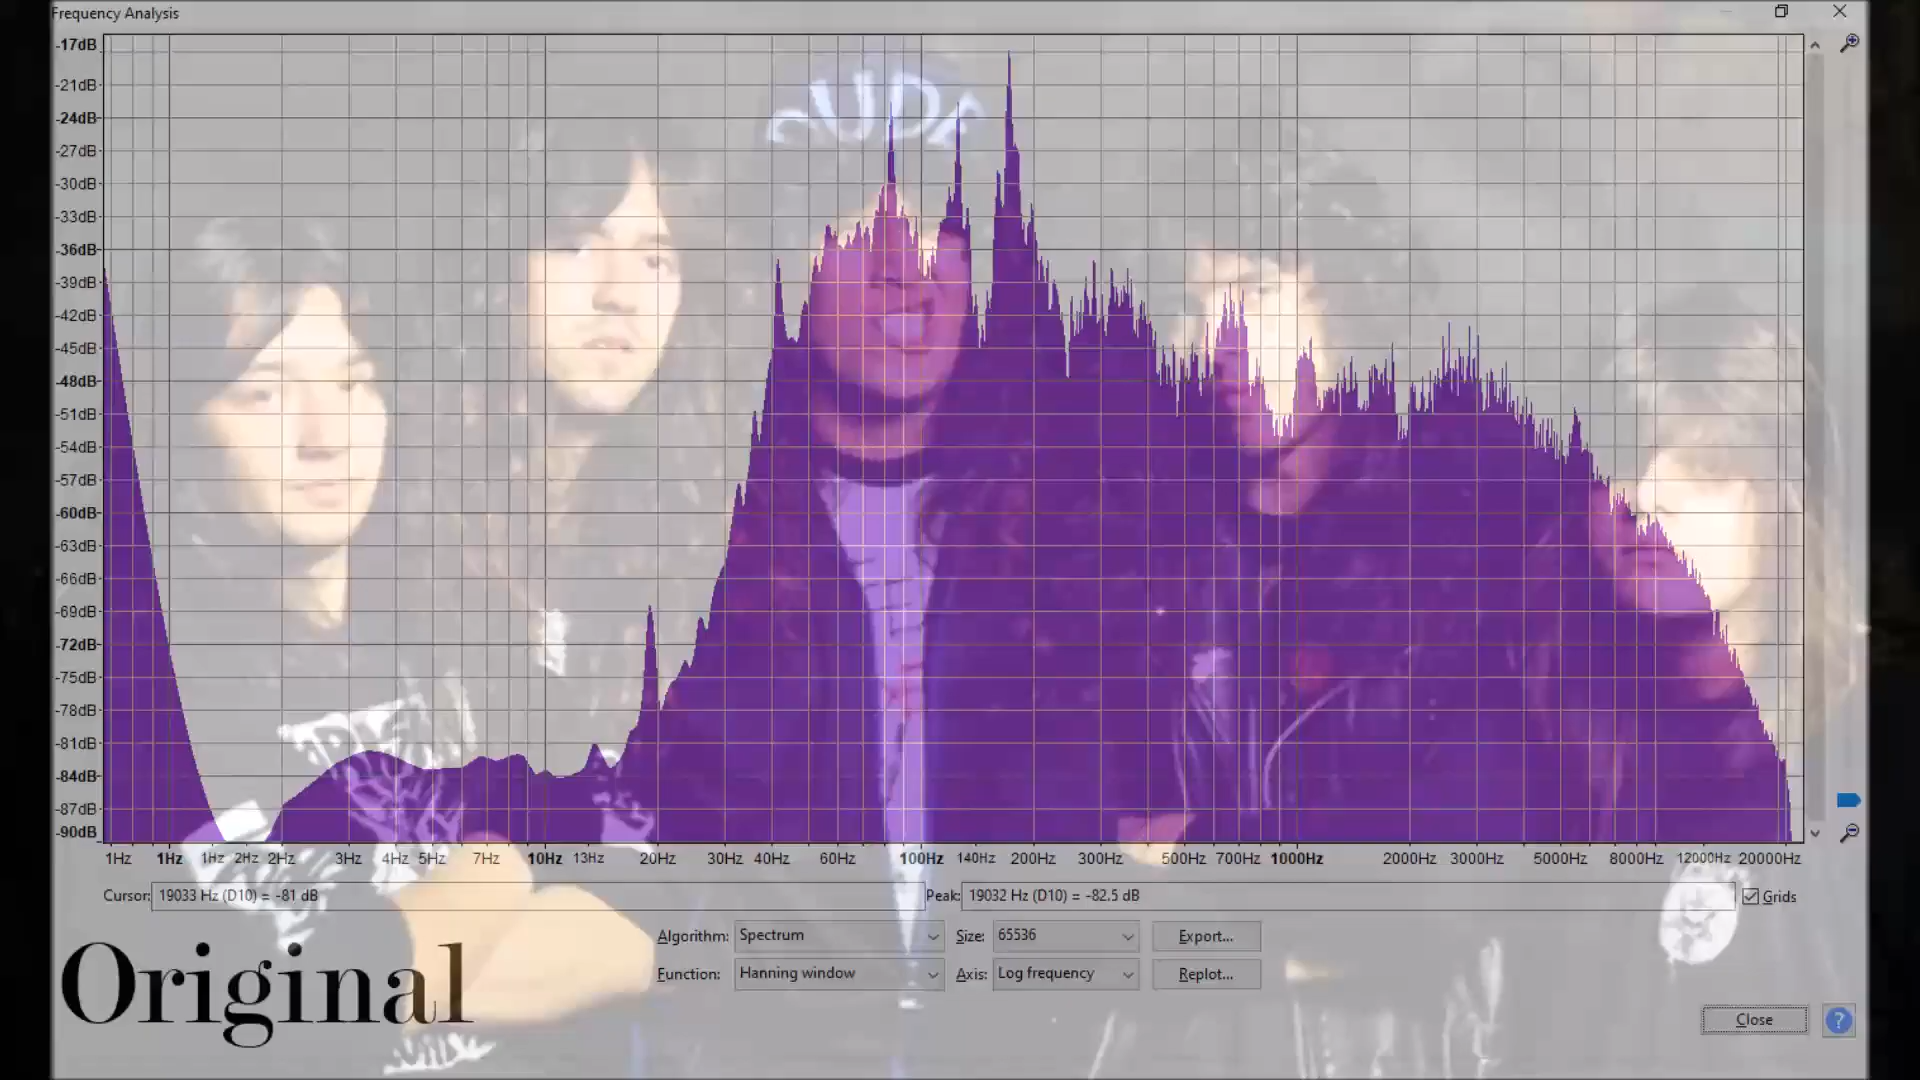 Frequency Analysis
-17dB
-21dB
-24dB
-27dB
-30dB
-33dB
-36dB
-39dB
-42dB
-45dB
-48dB
-51dB
-54dB
-57dB
-60dB
-63dB
-66dB
-69dB
-72dB
-75dB
-78dB
-81dB
-84dB
-87dB
-90dB
1Hz 1Hz 1Hz 2Hz 2Hz 3Hz 4Hz 5Hz 7Hz 10Hz 13Hz 20Hz 30Hz 40Hz 60Hz 100Hz 140Hz 200Hz 300Hz 500Hz 700Hz 1000Hz 2000Hz 3000Hz 5000Hz 8000Hz 12000Hz 20000Hz
Cursor: 19033 Hz (D10) = -81 dB Peak: 19032 Hz (D10) = -82.5 dB Grids
Algorithm: Spectrum Size: 65536 Export...
Function: Hanning window Axis: Log frequency Replot...
Original
Close ?